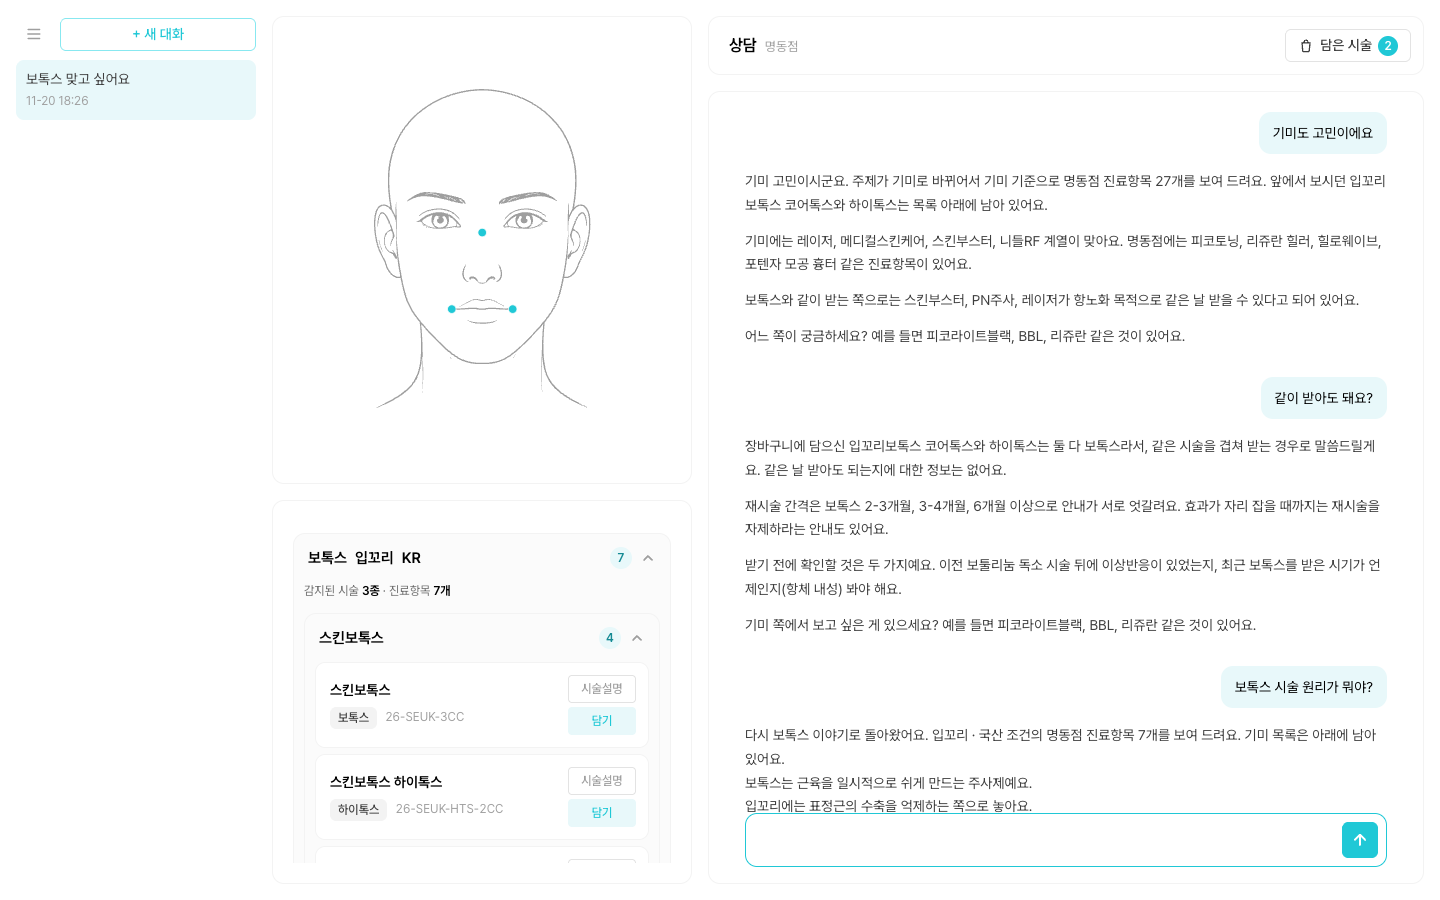 + 새 대화
보톡스 맞고 싶어요
11-20 18:26
보톡스 입꼬리 KR
7
감지된 시술 3종 · 진료항목 7개
스킨보톡스
4
스킨보톡스
시술설명
보톡스 26-SEUK-3CC
담기
스킨보톡스 하이톡스
시술설명
하이톡스 26-SEUK-HTS-2CC
담기
상담 명동점
담은 시술 2
기미도 고민이에요
기미 고민이시군요. 주제가 기미로 바뀌어서 기미 기준으로 명동점 진료항목 27개를 보여 드려요. 앞에서 보시던 입꼬리
보톡스 코어톡스와 하이톡스는 목록 아래에 남아 있어요.
기미에는 레이저, 메디컬스킨케어, 스킨부스터, 니들RF 계열이 맞아요. 명동점에는 피코토닝, 리쥬란 힐러, 힐로웨이브,
포텐자 모공 흉터 같은 진료항목이 있어요.
보톡스와 같이 받는 쪽으로는 스킨부스터, PN주사, 레이저가 항노화 목적으로 같은 날 받을 수 있다고 되어 있어요.
어느 쪽이 궁금하세요? 예를 들면 피코라이트블랙, BBL, 리쥬란 같은 것이 있어요.
같이 받아도 돼요?
장바구니에 담으신 입꼬리보톡스 코어톡스와 하이톡스는 둘 다 보톡스라서, 같은 시술을 겹쳐 받는 경우로 말씀드릴게
요. 같은 날 받아도 되는지에 대한 정보는 없어요.
재시술 간격은 보톡스 2-3개월, 3-4개월, 6개월 이상으로 안내가 서로 엇갈려요. 효과가 자리 잡을 때까지는 재시술을
자제하라는 안내도 있어요.
받기 전에 확인할 것은 두 가지예요. 이전 보툴리눔 독소 시술 뒤에 이상반응이 있었는지, 최근 보톡스를 받은 시기가 언
제인지(항체 내성) 봐야 해요.
기미 쪽에서 보고 싶은 게 있으세요? 예를 들면 피코라이트블랙, BBL, 리쥬란 같은 것이 있어요.
보톡스 시술 원리가 뭐야?
다시 보톡스 이야기로 돌아왔어요. 입꼬리 · 국산 조건의 명동점 진료항목 7개를 보여 드려요. 기미 목록은 아래에 남아
있어요.
보톡스는 근육을 일시적으로 쉬게 만드는 주사제예요.
입꼬리에는 표정근의 수축을 억제하는 쪽으로 놓아요.